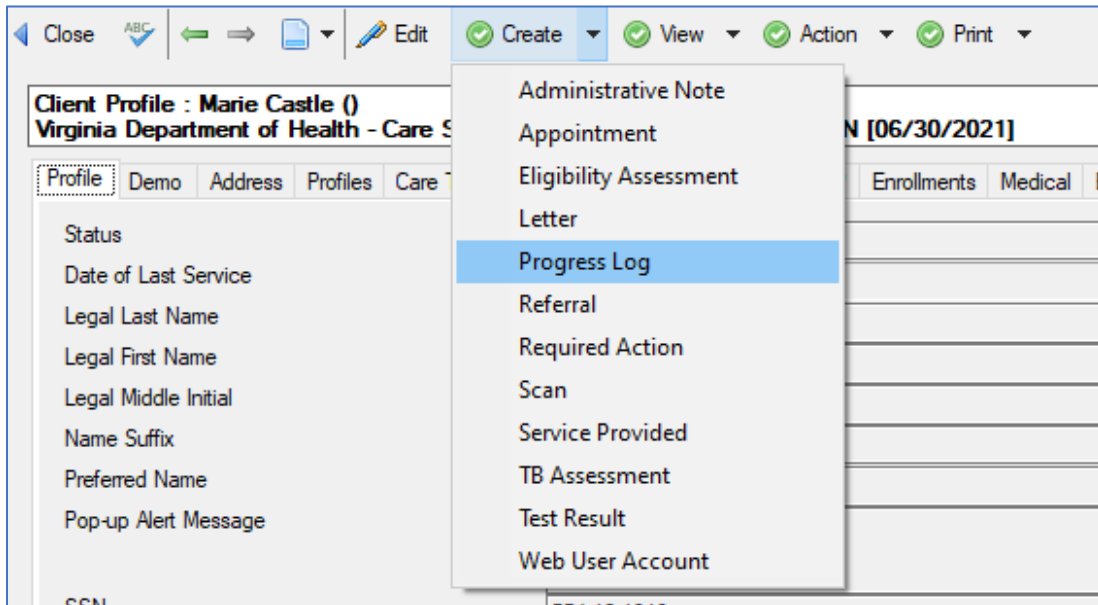 Close ABC Edit Create View Action Print
Client Profile : Marie Castle ()
Virginia Department of Health - Care S N [06/30/2021]
Profile Demo Address Profiles Care Enrollments Medical
Status
Date of Last Service
Legal Last Name
Legal First Name
Legal Middle Initial
Name Suffix
Preferred Name
Pop-up Alert Message
SSN
Administrative Note
Appointment
Eligibility Assessment
Letter
Progress Log
Referral
Required Action
Scan
Service Provided
TB Assessment
Test Result
Web User Account